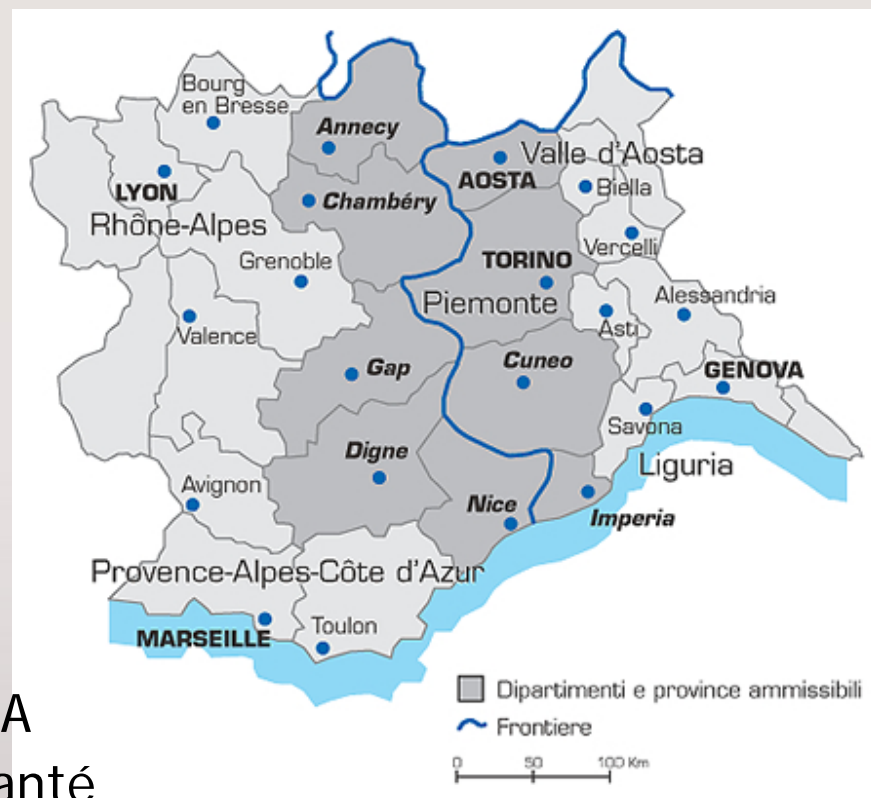 Bourg
en Bresse
Annecy
Valle d'Aosta
AOSTA
LYON
Biella
Chambéry
Rhône-Alpes
Vercelli
Grenoble
TORINO
Piemonte
Alessandria
Valence
Asti
Gap
Cuneo
GENOVA
Savona
Digne
Liguria
Avignon
Nice
Imperia
Provence-Alpes-Côte d'Azur
MARSEILLE
Toulon
Dipartimenti e province ammissibili
Frontiere
0 50 100 Km
A
anté